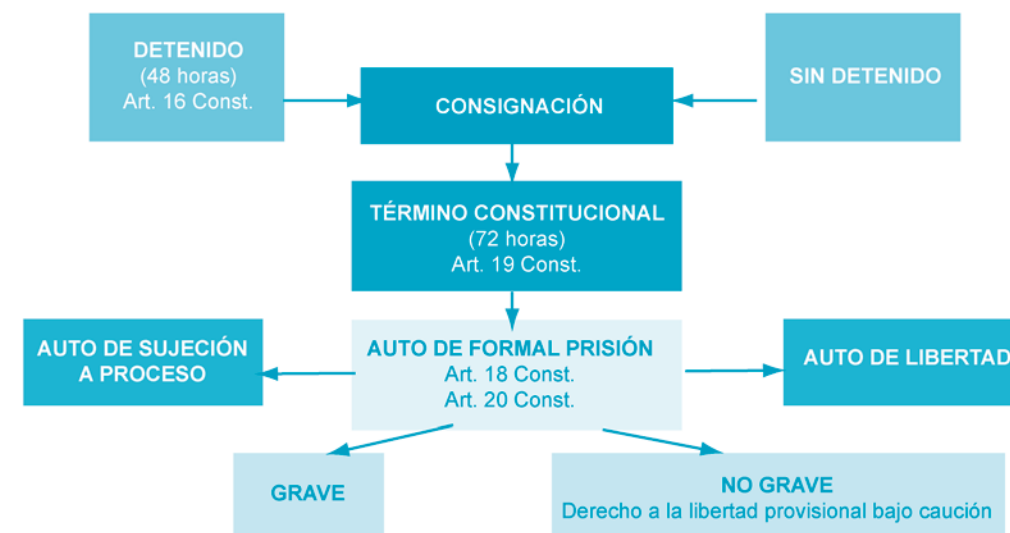 DETENIDO
(48 horas)
Art. 16 Const.
SIN DETENIDO
CONSIGNACIÓN
TÉRMINO CONSTITUCIONAL
(72 horas)
Art. 19 Const.
AUTO DE SUJECIÓN
A PROCESO
AUTO DE FORMAL PRISIÓN
Art. 18 Const.
Art. 20 Const.
AUTO DE LIBERTAD
GRAVE
NO GRAVE
Derecho a la libertad provisional bajo caución